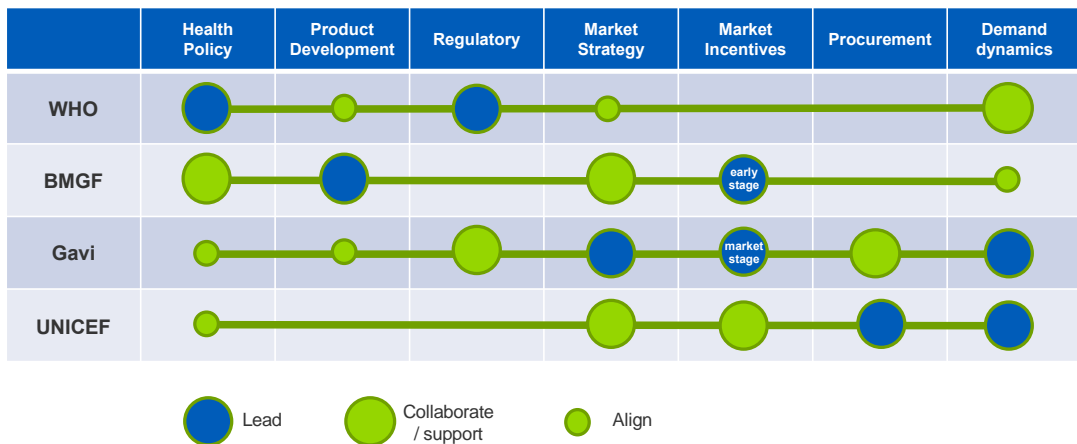 Health Policy
Product Development
Regulatory
Market Strategy
Market Incentives
Procurement
Demand dynamics
WHO
BMGF
early stage
Gavi
market stage
UNICEF
Lead
Collaborate
/ support
Align